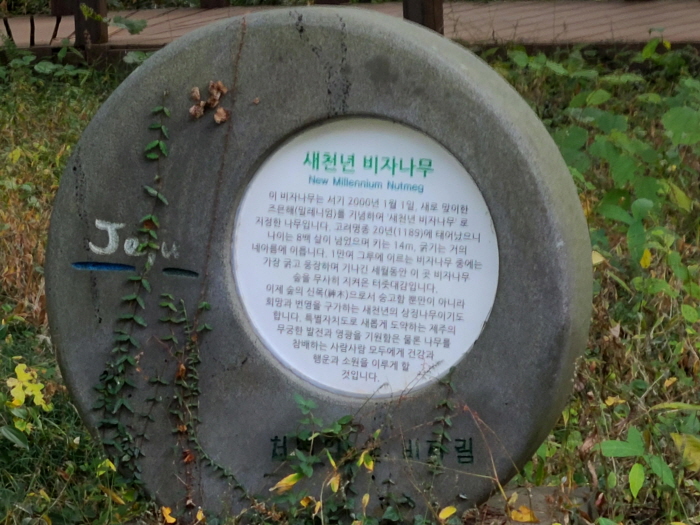 새천년 비자나무
New Millennium Nutmeg
이 비자나무는 서기 2000년 1월 1일, 새로 맞이한
즈믄해(밀레니엄)를 기념하여 '새천년 비자나무' 로
지정한 나무입니다. 고려명종 20년(1189)에 태어났으니
나이는 8백 살이 넘었으며 키는 14m, 굵기는 거의
네아름에 이릅니다. 1만여 그루에 이르는 비자나무 중에는
가장 굵고 웅장하며 기나긴 세월동안 이 곳 비자나무
숲을 무사히 지켜온 터줏대감입니다.
이제 숲의 신목(神木)으로서 숭고할 뿐만이 아니라
희망과 번영을 구가하는 새천년의 상징나무이기도
합니다. 특별자치도로 새롭게 도약하는 제주의
무궁한 발전과 영광을 기원함은 물론 나무를
참배하는 사람사람 모두에게 건강과
행운과 소원을 이루게 할
것입니다.
Jeju
비자림